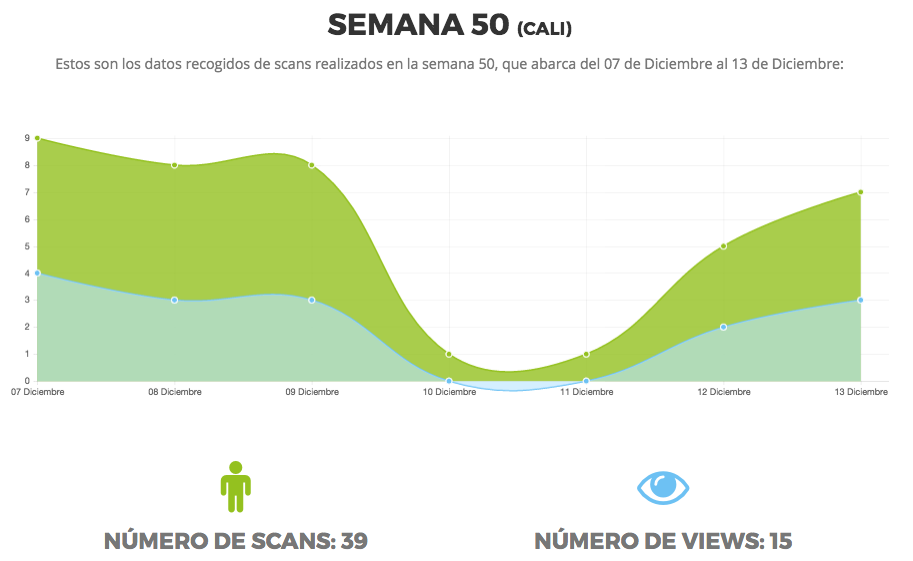 SEMANA 50 (CALI)
Estos son los datos recogidos de scans realizados en la semana 50, que abarca del 07 de Diciembre al 13 de Diciembre:
9
8
7
6
5
4
3
2
1
0
07 Diciembre 08 Diciembre 09 Diciembre 10 Diciembre 11 Diciembre 12 Diciembre 13 Diciembre
NÚMERO DE SCANS: 39 NÚMERO DE VIEWS: 15